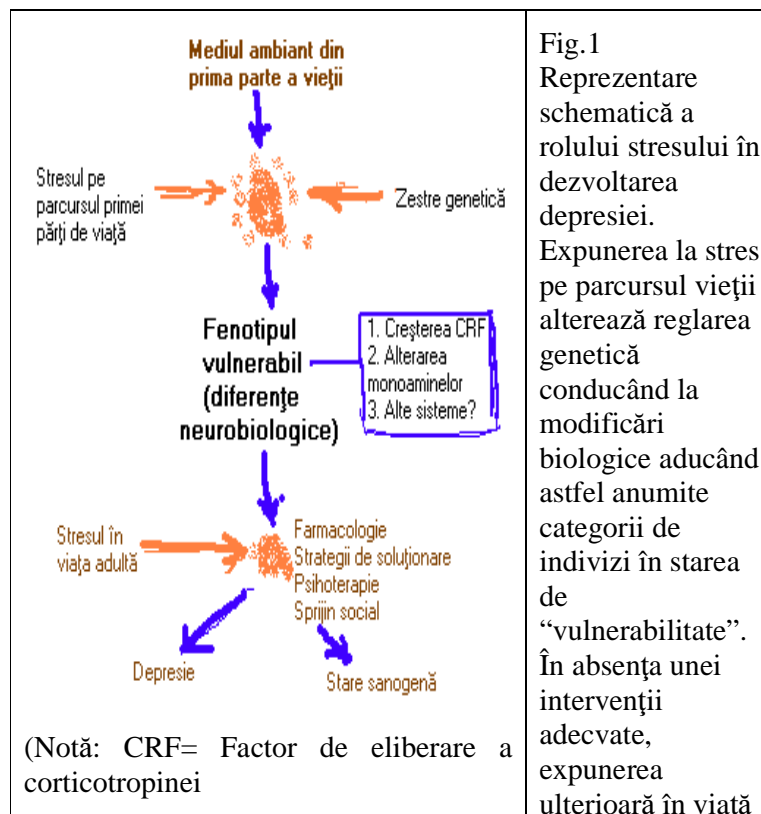 Mediul ambiant din
prima parte a vieţii
Stresul pe
parcursul primei
părţi de viaţă
Zestre genetică
Fenotipul
vulnerabil
(diferenţe
neurobiologice)
1. Creşterea CRF
2. Alterarea
monoaminelor
3. Alte sisteme?
Stresul în
viaţa adultă
Farmacologie
Strategii de soluţionare
Psihoterapie
Sprijin social
Depresie
Stare sanogenă
(Notă: CRF= Factor de eliberare a
corticotropinei
Fig.1
Reprezentare
schematică a
rolului stresului în
dezvoltarea
depresiei.
Expunerea la stres
pe parcursul vieţii
alterează reglarea
genetică
conducând la
modificări
biologice aducând
astfel anumite
categorii de
indivizi în starea
de
“vulnerabilitate”.
În absenţa unei
intervenţii
adecvate,
expunerea
ulterioară în viată